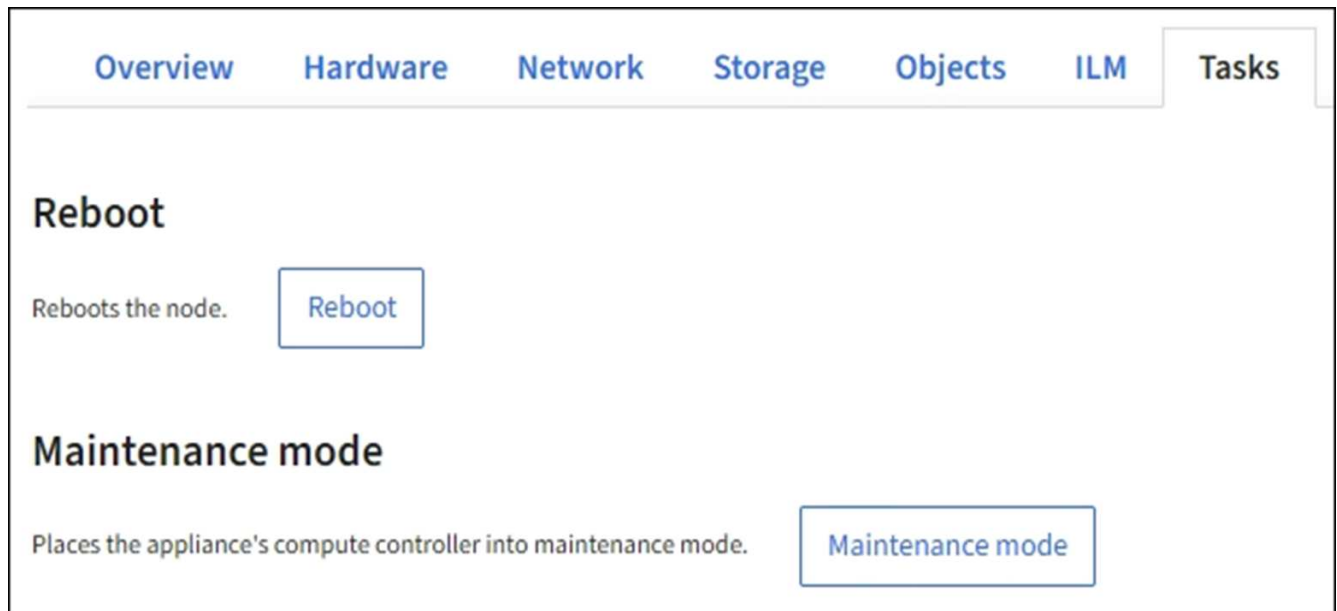 Overview Hardware Network Storage Objects ILM Tasks
Reboot
Reboots the node. Reboot
Maintenance mode
Places the appliance's compute controller into maintenance mode. Maintenance mode